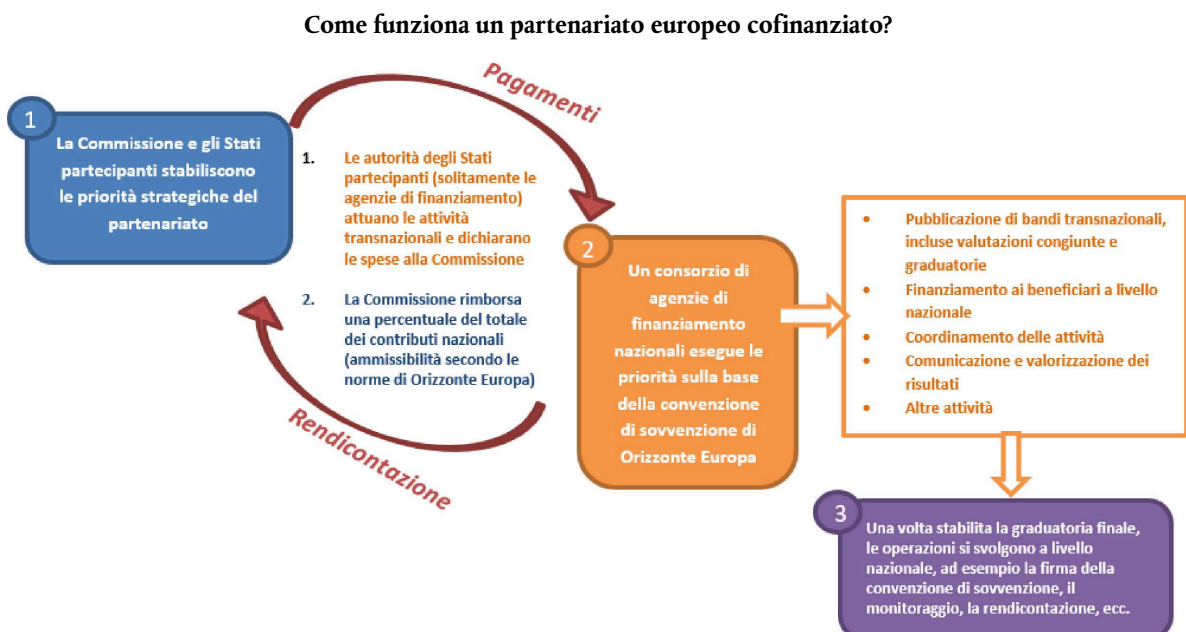 Come funziona un partenariato europeo cofinanziato?
Pagamenti
1
La Commissione e gli Stati
partecipanti stabiliscono
le priorità strategiche del
partenariato
1. Le autorità degli Stati
partecipanti (solitamente le
agenzie di finanziamento)
attuano le attività
transnazionali e dichiarano
le spese alla Commissione
2. La Commissione rimborsa
una percentuale del totale
dei contributi nazionali
(ammissibilità secondo le
norme di Orizzonte Europa)
Rendicontazione
2
Un consorzio di
agenzie di
finanziamento
nazionali esegue le
priorità sulla base
della convenzione
di sovvenzione di
Orizzonte Europa
• Pubblicazione di bandi transnazionali,
incluse valutazioni congiunte e
graduatorie
• Finanziamento ai beneficiari a livello
nazionale
• Coordinamento delle attività
• Comunicazione e valorizzazione dei
risultati
• Altre attività
3
Una volta stabilita la graduatoria finale,
le operazioni si svolgono a livello
nazionale, ad esempio la firma della
convenzione di sovvenzione, il
monitoraggio, la rendicontazione, ecc.